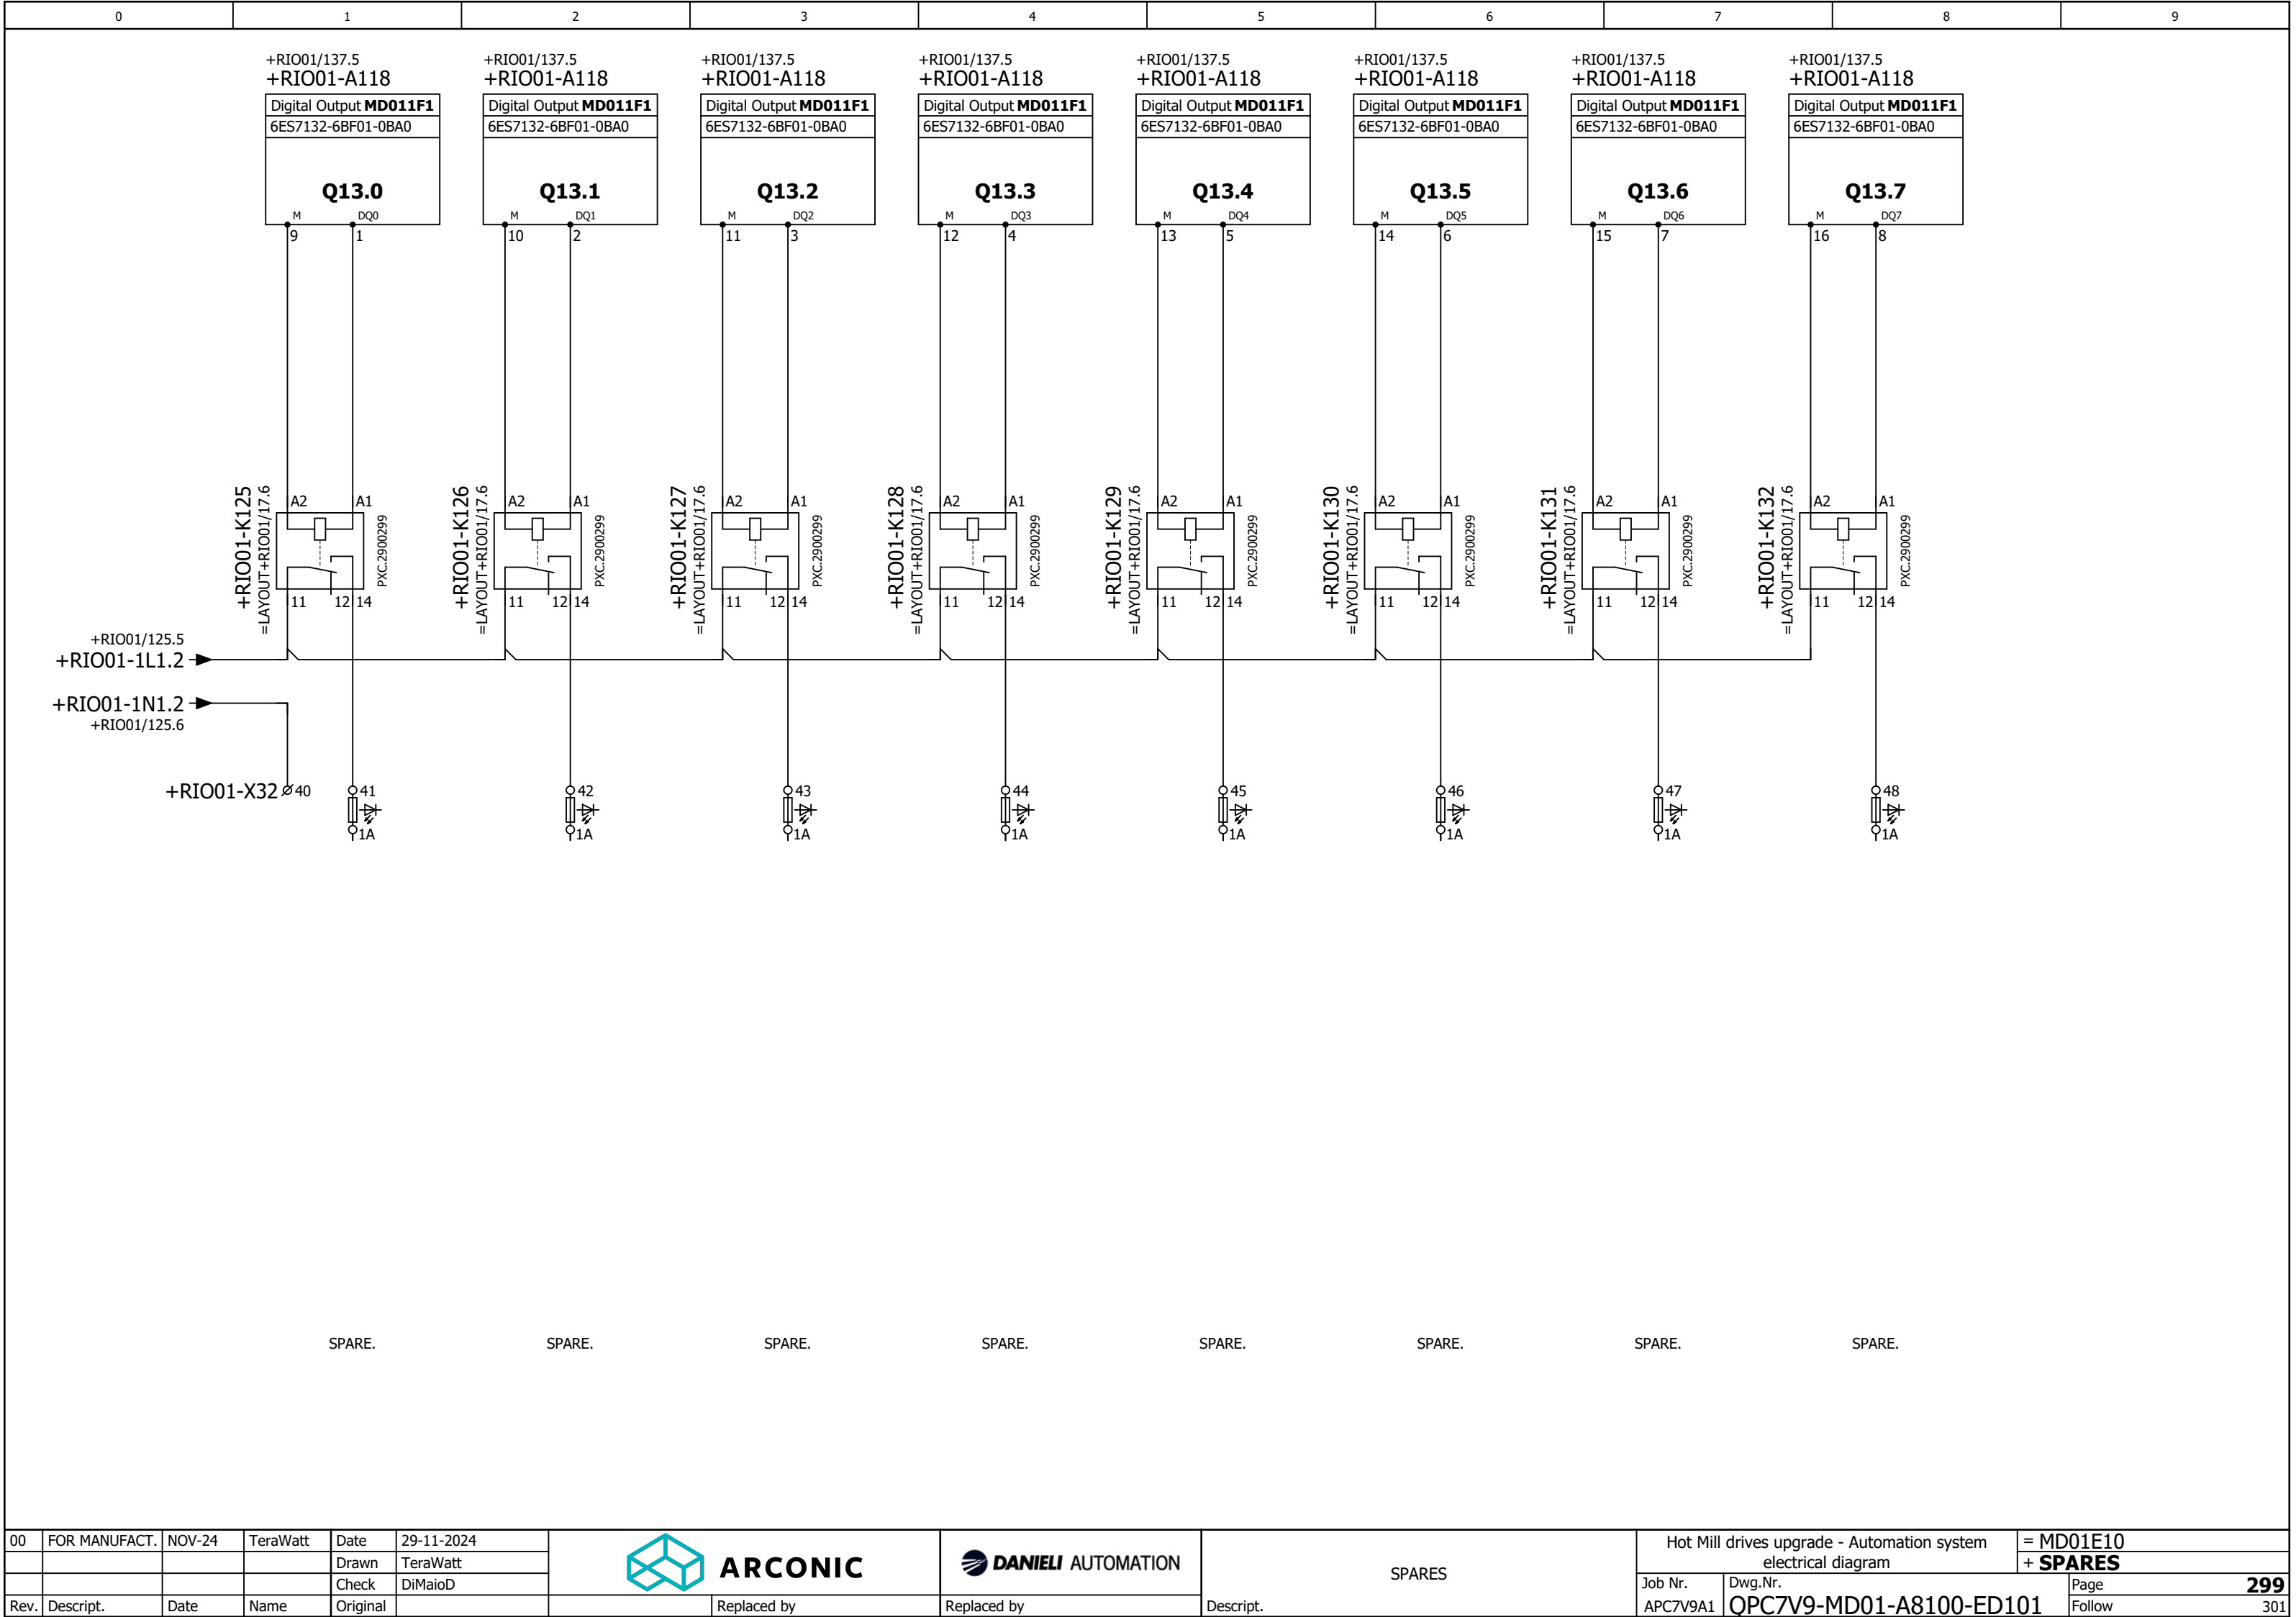 0 1 2 3 4 5 6 7 8 9
+RIO01/137.5 +RIO01/137.5 +RIO01/137.5 +RIO01/137.5 +RIO01/137.5 +RIO01/137.5 +RIO01/137.5 +RIO01/137.5
+RIO01-A118 +RIO01-A118 +RIO01-A118 +RIO01-A118 +RIO01-A118 +RIO01-A118 +RIO01-A118 +RIO01-A118
Digital Output MD011F1 Digital Output MD011F1 Digital Output MD011F1 Digital Output MD011F1 Digital Output MD011F1 Digital Output MD011F1 Digital Output MD011F1 Digital Output MD011F1
6ES7132-6BF01-0BA0 6ES7132-6BF01-0BA0 6ES7132-6BF01-0BA0 6ES7132-6BF01-0BA0 6ES7132-6BF01-0BA0 6ES7132-6BF01-0BA0 6ES7132-6BF01-0BA0 6ES7132-6BF01-0BA0
Q13.0 Q13.1 Q13.2 Q13.3 Q13.4 Q13.5 Q13.6 Q13.7
M DQ0 M DQ1 M DQ2 M DQ3 M DQ4 M DQ5 M DQ6 M DQ7
9 1 10 2 11 3 12 4 13 5 14 6 15 7 16 8
+RIO01-K125 +RIO01-K126 +RIO01-K127 +RIO01-K128 +RIO01-K129 +RIO01-K130 +RIO01-K131 +RIO01-K132
=LAYOUT+RIO01/17.6 =LAYOUT+RIO01/17.6 =LAYOUT+RIO01/17.6 =LAYOUT+RIO01/17.6 =LAYOUT+RIO01/17.6 =LAYOUT+RIO01/17.6 =LAYOUT+RIO01/17.6 =LAYOUT+RIO01/17.6
A2 A1 A2 A1 A2 A1 A2 A1 A2 A1 A2 A1 A2 A1 A2 A1
PXC.2900299 PXC.2900299 PXC.2900299 PXC.2900299 PXC.2900299 PXC.2900299 PXC.2900299 PXC.2900299
11 12 14 11 12 14 11 12 14 11 12 14 11 12 14 11 12 14 11 12 14 11 12 14
+RIO01/125.5
+RIO01-1L1.2
+RIO01-1N1.2
+RIO01/125.6
+RIO01-X32 40 41 42 43 44 45 46 47 48
1A 1A 1A 1A 1A 1A 1A 1A
SPARE. SPARE. SPARE. SPARE. SPARE. SPARE. SPARE. SPARE.
00 FOR MANUFACT. NOV-24 TeraWatt Date 29-11-2024
Drawn TeraWatt
Check DiMaioD
Rev. Descript. Date Name Original
ARCONIC
Replaced by
DANIELI AUTOMATION
Replaced by
SPARES
Descript.
Hot Mill drives upgrade - Automation system
electrical diagram
= MD01E10
+ SPARES
Job Nr. Dwg.Nr. Page 299
APC7V9A1 QPC7V9-MD01-A8100-ED101 Follow 301